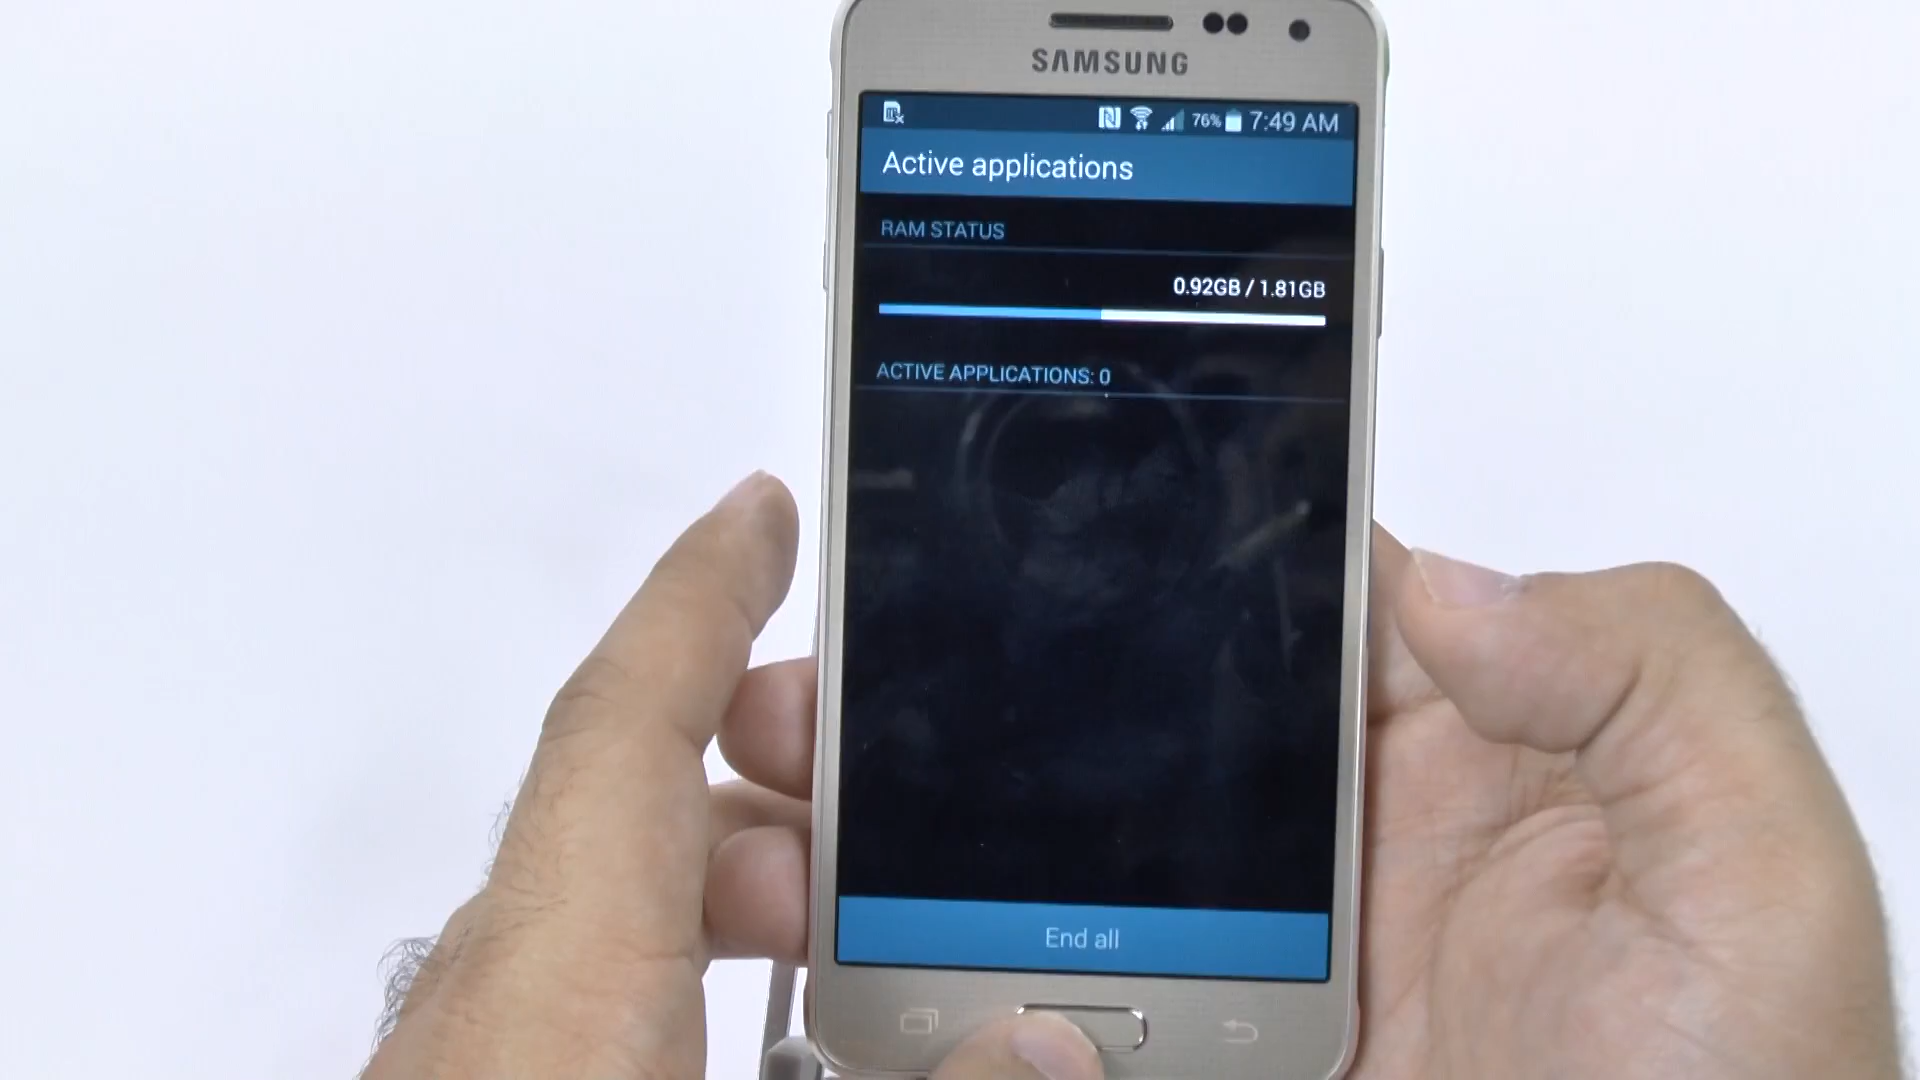 SAMSUNG
76% 7:49 AM
Active applications
RAM STATUS
0.92GB / 1.81GB
ACTIVE APPLICATIONS: 0
End all